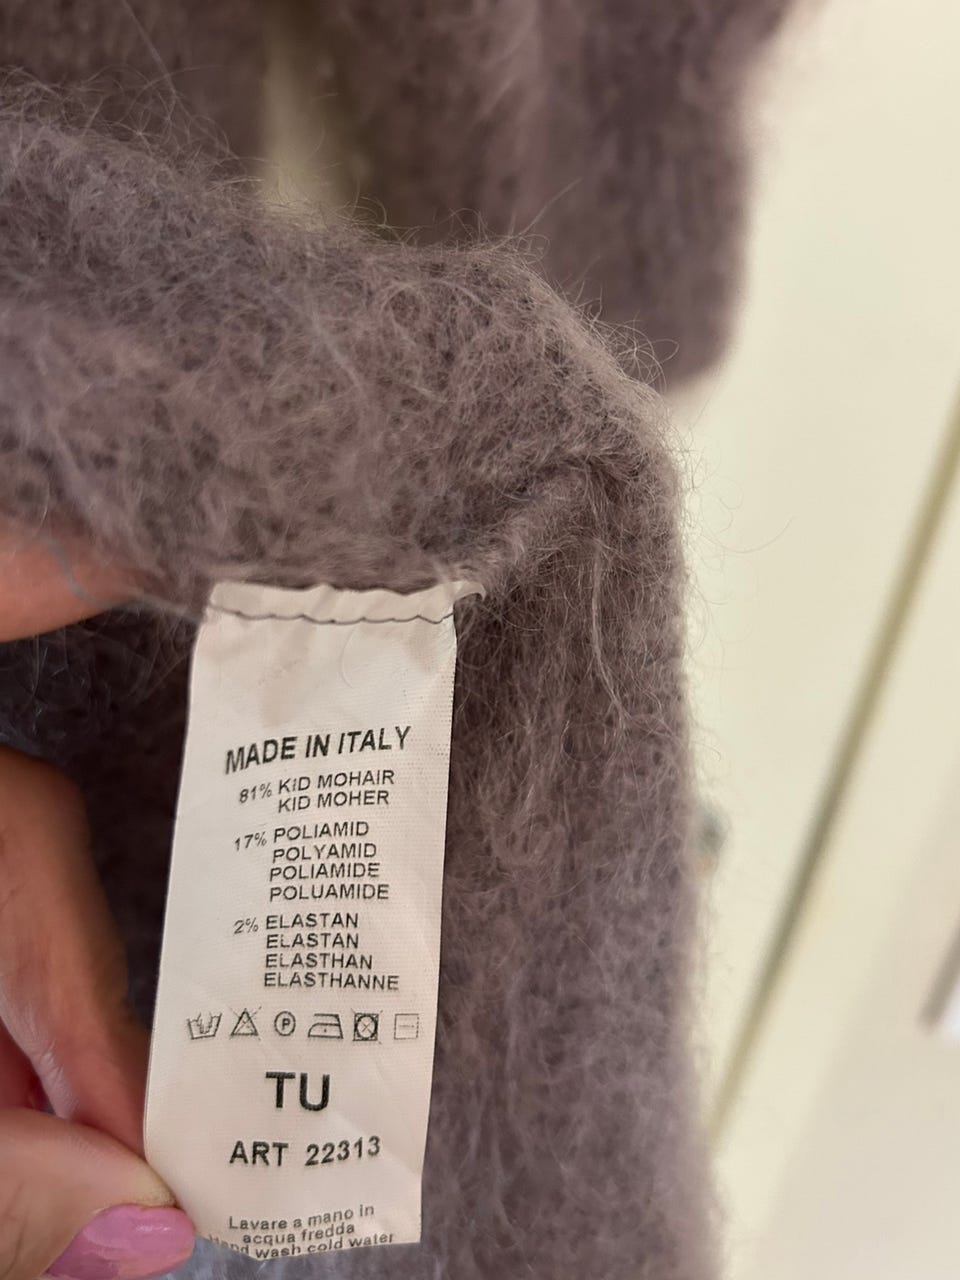 MADE IN ITALY
81% KID MOHAIR
KID MOHER
17% POLIAMID
POLYAMID
POLIAMIDE
POLUAMIDE
2% ELASTAN
ELASTAN
ELASTHAN
ELASTHANNE
P
TU
ART 22313
Lavare a mano in
acqua fredda
Hand wash cold water